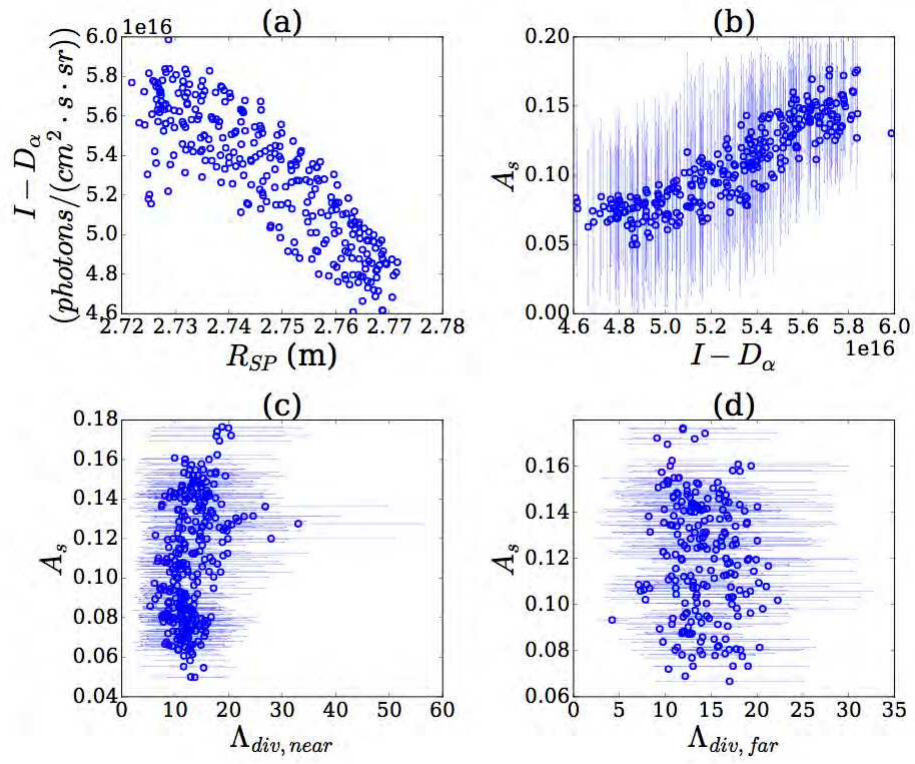 (a)
1e16
6.0
5.8
5.6
5.4
5.2
5.0
4.8
4.6
I − Dα
(photons/(cm² · s · sr))
2.72 2.73 2.74 2.75 2.76 2.77 2.78
R_SP (m)
(b)
0.20
0.15
0.10
0.05
0.00
A_s
4.6 4.8 5.0 5.2 5.4 5.6 5.8 6.0
1e16
I − Dα
(c)
0.18
0.16
0.14
0.12
0.10
0.08
0.06
0.04
A_s
0 10 20 30 40 50 60
Λ_div,near
(d)
0.16
0.14
0.12
0.10
0.08
0.06
A_s
0 5 10 15 20 25 30 35
Λ_div,far